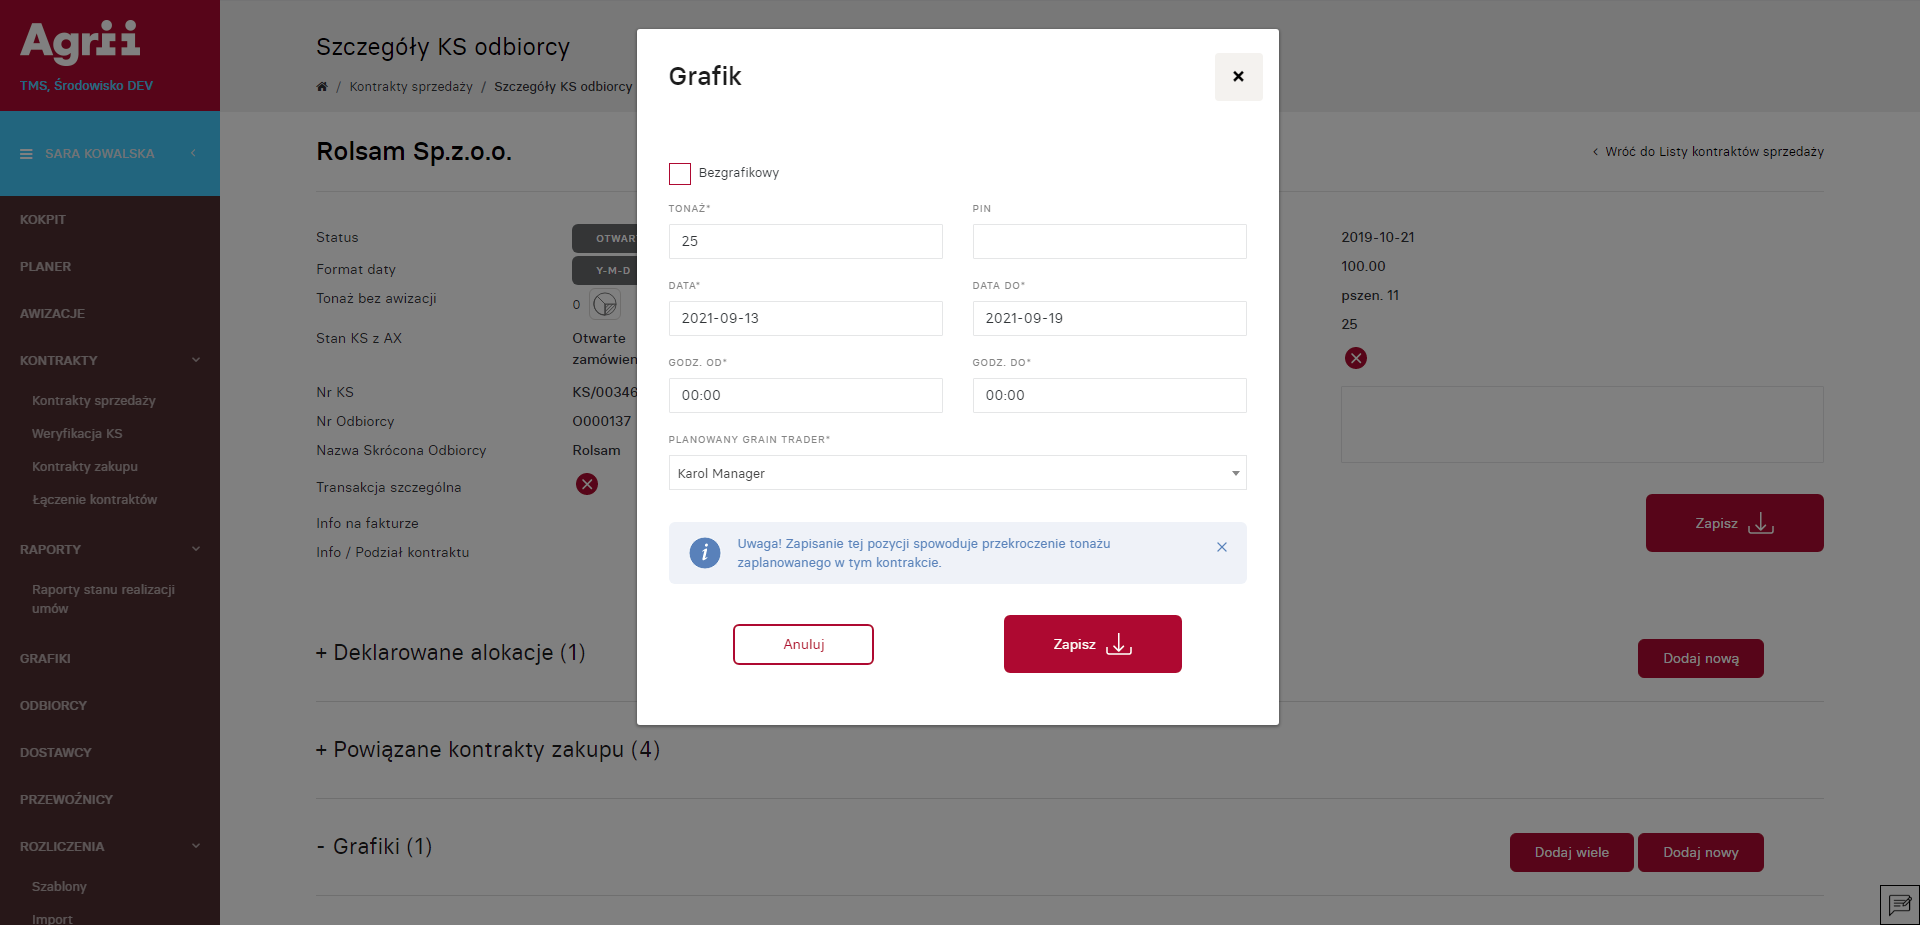 Agrii
TMS, Środowisko DEV
SARA KOWALSKA
KOKPIT
PLANER
AWIZACJE
KONTRAKTY
Kontrakty sprzedaży
Weryfikacja KS
Kontrakty zakupu
Łączenie kontraktów
RAPORTY
Raporty stanu realizacji
umów
GRAFIKI
ODBIORCY
DOSTAWCY
PRZEWOŹNICY
ROZLICZENIA
Szablony
Import
Szczegóły KS odbiorcy
/ Kontrakty sprzedaży / Szczegóły KS odbiorcy
Rolsam Sp.z.o.o.
Wróć do Listy kontraktów sprzedaży
Status
Format daty Y-M-D
Tonaż bez awizacji 0
Stan KS z AX Otwarte
Nr KS KS/00346
Nr Odbiorcy O000137
Nazwa Skrócona Odbiorcy Rolsam
Transakcja szczególna
Info na fakturze
Info / Podział kontraktu
2019-10-21
100.00
pszen. 11
25
Zapisz
+ Deklarowane alokacje (1)
Dodaj nową
+ Powiązane kontrakty zakupu (4)
- Grafiki (1)
Dodaj wiele Dodaj nowy
Grafik
×
Bezgrafikowy
TONAŻ* PIN
25
DATA* DATA DO*
2021-09-13 2021-09-19
GODZ. OD* GODZ. DO*
00:00 00:00
PLANOWANY GRAIN TRADER*
Karol Manager
Uwaga! Zapisanie tej pozycji spowoduje przekroczenie tonażu
zaplanowanego w tym kontrakcie.
Anuluj Zapisz